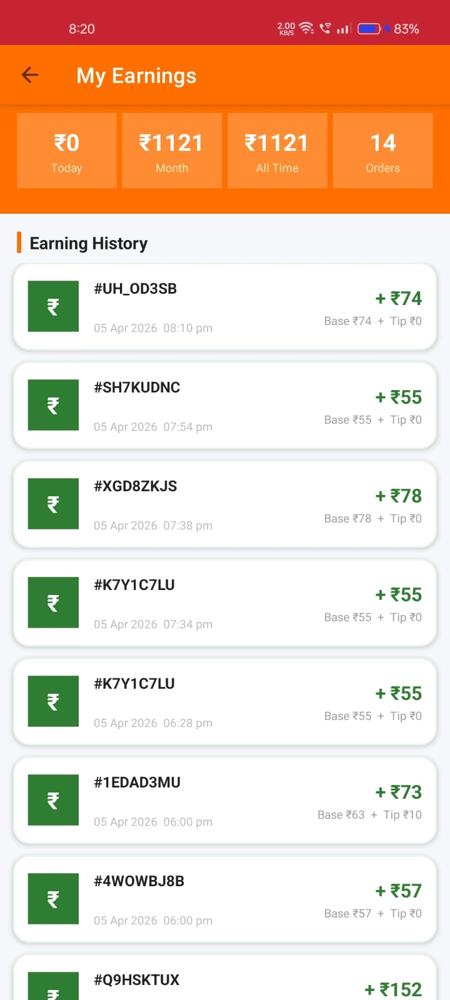 8:20
2.00 KB/S
83%
My Earnings
₹0
Today
₹1121
Month
₹1121
All Time
14
Orders
Earning History
₹
#UH_OD3SB
05 Apr 2026 08:10 pm
+ ₹74
Base ₹74 + Tip ₹0
₹
#SH7KUDNC
05 Apr 2026 07:54 pm
+ ₹55
Base ₹55 + Tip ₹0
₹
#XGD8ZKJS
05 Apr 2026 07:38 pm
+ ₹78
Base ₹78 + Tip ₹0
₹
#K7Y1C7LU
05 Apr 2026 07:34 pm
+ ₹55
Base ₹55 + Tip ₹0
₹
#K7Y1C7LU
05 Apr 2026 06:28 pm
+ ₹55
Base ₹55 + Tip ₹0
₹
#1EDAD3MU
05 Apr 2026 06:00 pm
+ ₹73
Base ₹63 + Tip ₹10
₹
#4WOWBJ8B
05 Apr 2026 06:00 pm
+ ₹57
Base ₹57 + Tip ₹0
₹
#Q9HSKTUX
+ ₹152